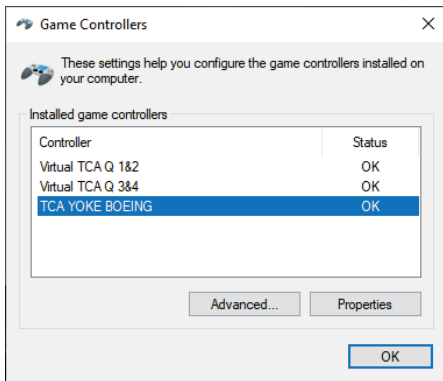 Game Controllers
These settings help you configure the game controllers installed on
your computer.
Installed game controllers
Controller Status
Virtual TCA Q 1&2 OK
Virtual TCA Q 3&4 OK
TCA YOKE BOEING OK
Advanced... Properties
OK